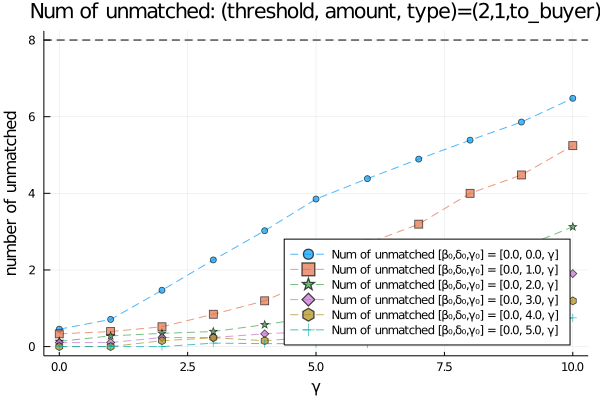 Num of unmatched: (threshold, amount, type)=(2,1,to_buyer)
number of unmatched
8
6
4
2
0
Num of unmatched [β₀,δ₀,γ₀] = [0.0, 0.0, γ]
Num of unmatched [β₀,δ₀,γ₀] = [0.0, 1.0, γ]
Num of unmatched [β₀,δ₀,γ₀] = [0.0, 2.0, γ]
Num of unmatched [β₀,δ₀,γ₀] = [0.0, 3.0, γ]
Num of unmatched [β₀,δ₀,γ₀] = [0.0, 4.0, γ]
Num of unmatched [β₀,δ₀,γ₀] = [0.0, 5.0, γ]
0.0 2.5 5.0 7.5 10.0
γ